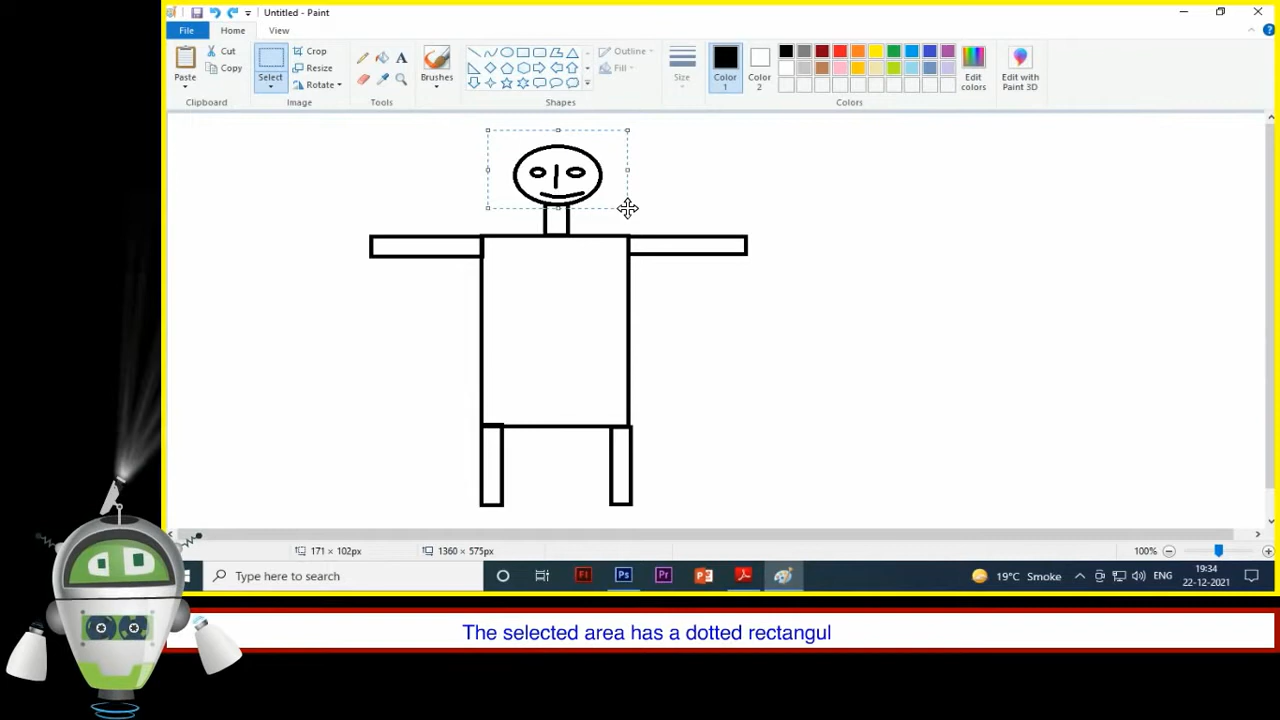 Untitled - Paint
File
Home
View
Paste
Cut
Copy
Clipboard
Select
Crop
Resize
Rotate
Image
Tools
Brushes
Shapes
Outline
Fill
Size
Color
1
Color
2
Colors
Edit
colors
Edit with
Paint 3D
171 × 102px
1360 × 575px
100%
Type here to search
Ps
Pr
19°C Smoke
ENG
19:34
22-12-2021
The selected area has a dotted rectangul